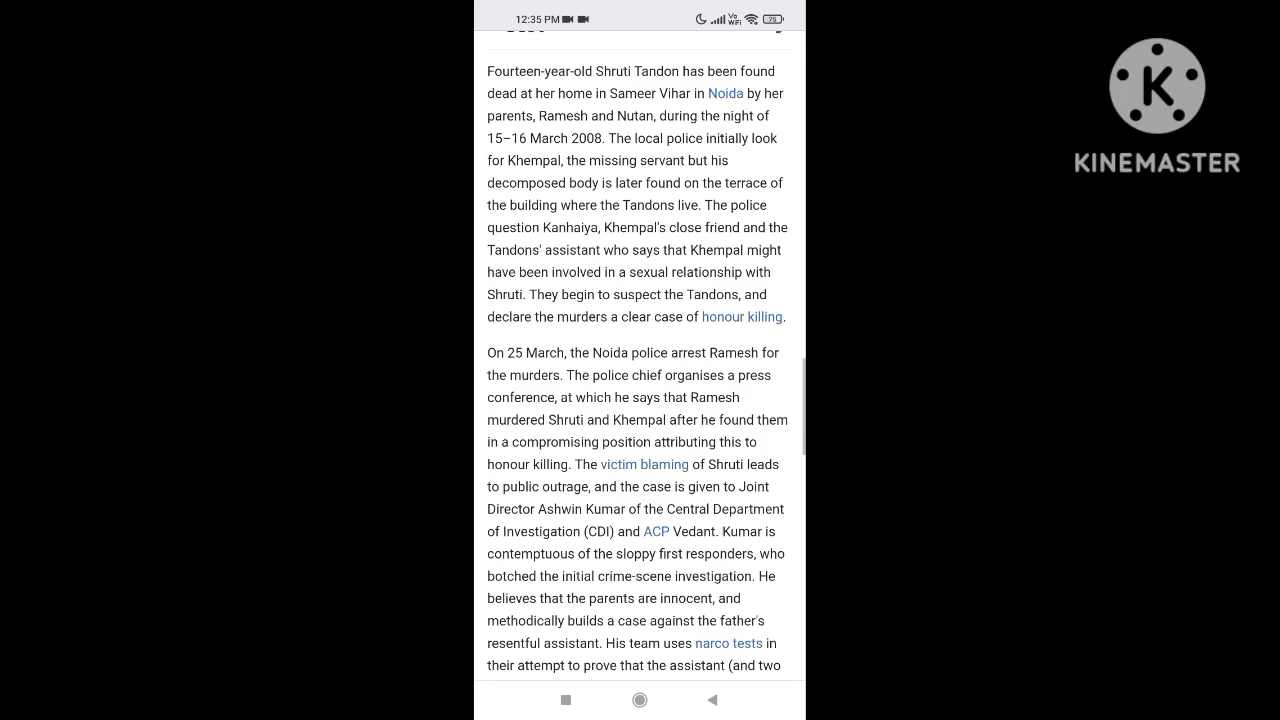 12:35 PM
Vo
WiFi
75
Fourteen-year-old Shruti Tandon has been found
dead at her home in Sameer Vihar in Noida by her
parents, Ramesh and Nutan, during the night of
15–16 March 2008. The local police initially look
for Khempal, the missing servant but his
decomposed body is later found on the terrace of
the building where the Tandons live. The police
question Kanhaiya, Khempal's close friend and the
Tandons' assistant who says that Khempal might
have been involved in a sexual relationship with
Shruti. They begin to suspect the Tandons, and
declare the murders a clear case of honour killing.
On 25 March, the Noida police arrest Ramesh for
the murders. The police chief organises a press
conference, at which he says that Ramesh
murdered Shruti and Khempal after he found them
in a compromising position attributing this to
honour killing. The victim blaming of Shruti leads
to public outrage, and the case is given to Joint
Director Ashwin Kumar of the Central Department
of Investigation (CDI) and ACP Vedant. Kumar is
contemptuous of the sloppy first responders, who
botched the initial crime-scene investigation. He
believes that the parents are innocent, and
methodically builds a case against the father's
resentful assistant. His team uses narco tests in
their attempt to prove that the assistant (and two
K
KINEMASTER